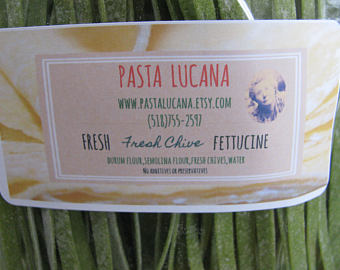 PASTA LUCANA
WWW.PASTALUCANA.ETSY.COM
(518)755-2597
FRESH Fresh Chive FETTUCINE
DURUM FLOUR,SEMOLINA FLOUR,FRESH CHIVES,WATER
NO ADDITIVES OR PRESERVATIVES